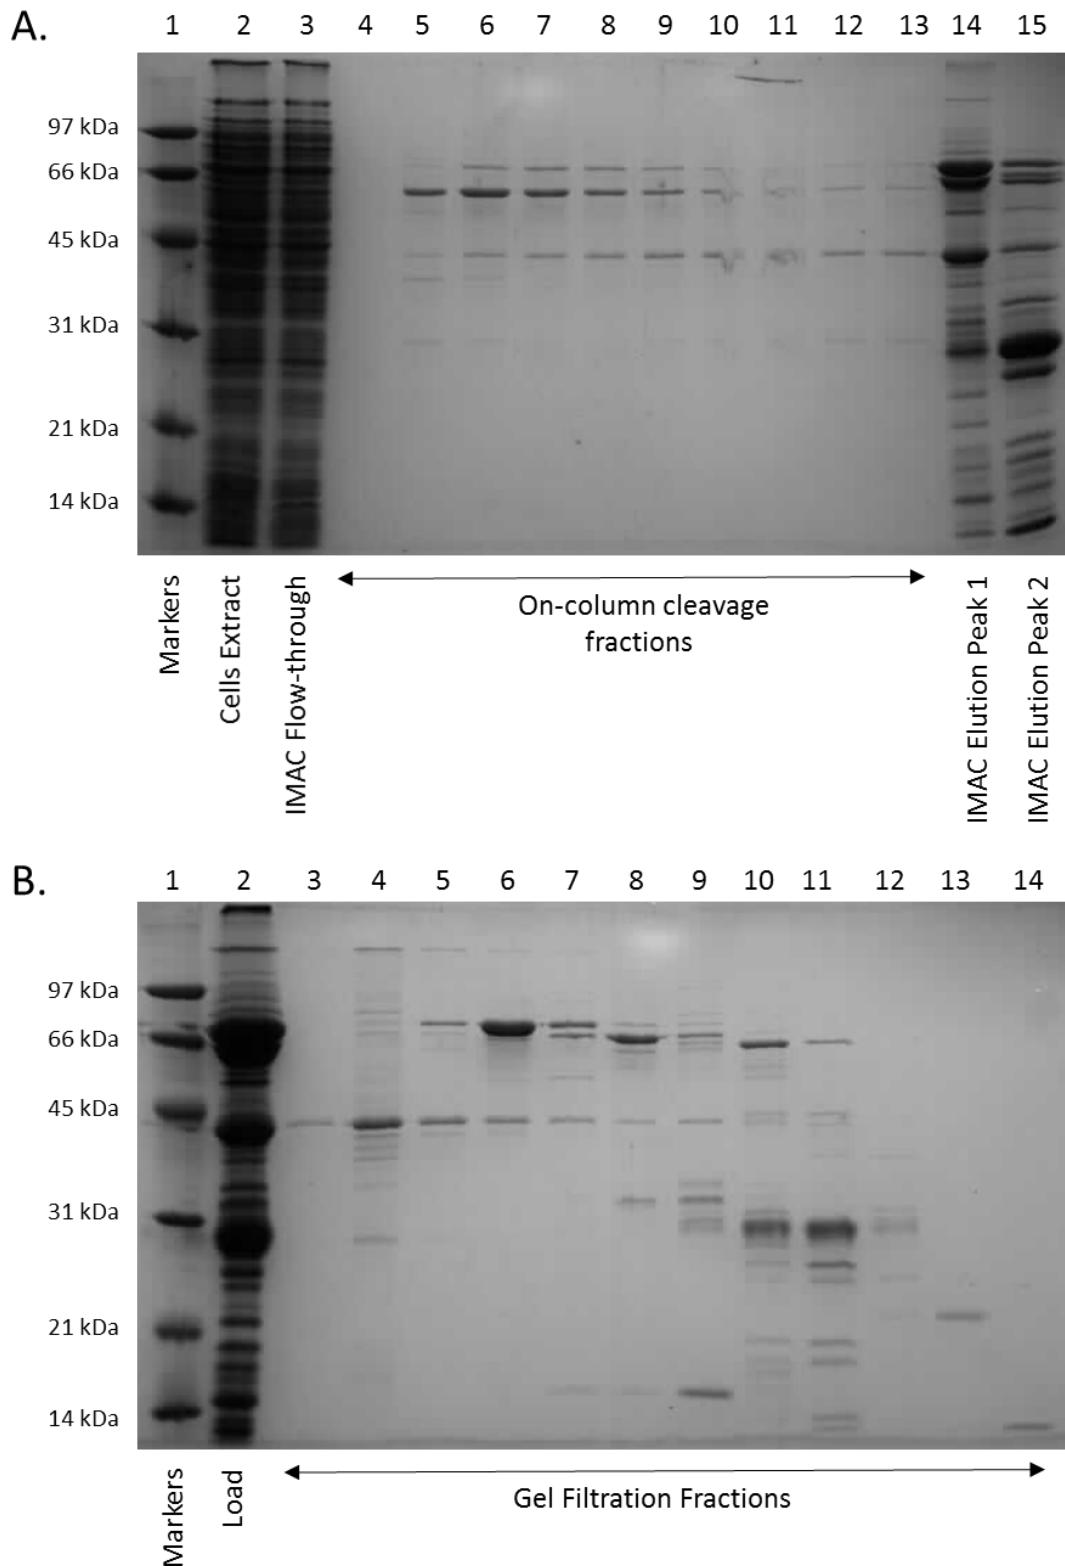 A.
1 2 3 4 5 6 7 8 9 10 11 12 13 14 15
97 kDa
66 kDa
45 kDa
31 kDa
21 kDa
14 kDa
Markers
Cells Extract
IMAC Flow-through
On-column cleavage
fractions
IMAC Elution Peak 1
IMAC Elution Peak 2
B.
1 2 3 4 5 6 7 8 9 10 11 12 13 14
97 kDa
66 kDa
45 kDa
31 kDa
21 kDa
14 kDa
Markers
Load
Gel Filtration Fractions